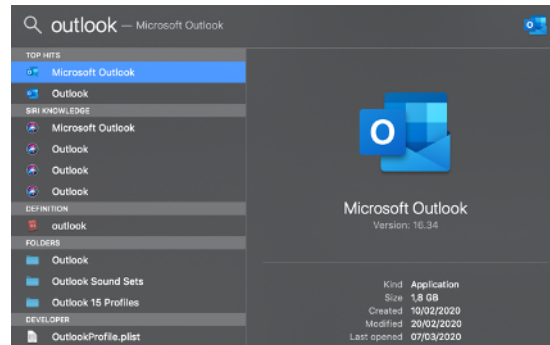 outlook — Microsoft Outlook
TOP HITS
Microsoft Outlook
Outlook
SIRI KNOWLEDGE
Microsoft Outlook
Outlook
Outlook
Outlook
DEFINITION
outlook
FOLDERS
Outlook
Outlook Sound Sets
Outlook 15 Profiles
DEVELOPER
OutlookProfile.plist
Microsoft Outlook
Version: 16.34
Kind Application
Size 1,8 GB
Created 10/02/2020
Modified 20/02/2020
Last opened 07/03/2020